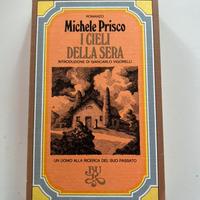 ROMANZO
Michele Prisco
I CIELI
DELLA SERA
INTRODUZIONE DI GIANCARLO VIGORELLI
UN UOMO ALLA RICERCA DEL SUO PASSATO
BUR